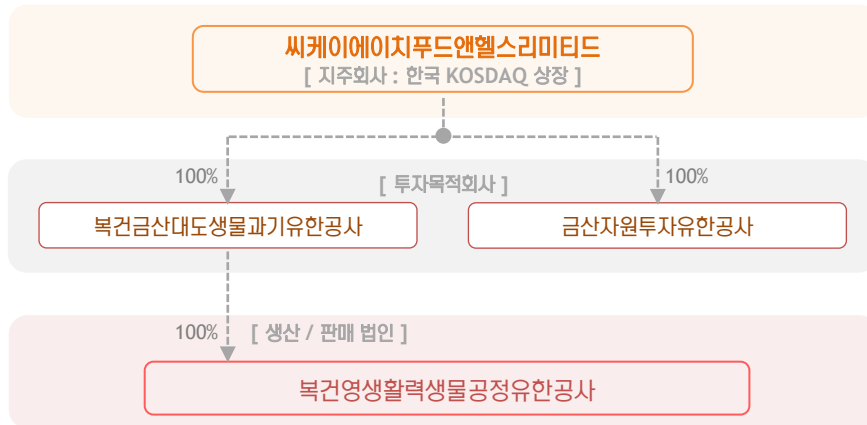 씨케이에이치푸드앤헬스리미티드
[ 지주회사 : 한국 KOSDAQ 상장 ]
100%
[ 투자목적회사 ]
100%
복건금산대도생물과기유한공사
금산자원투자유한공사
100%
[ 생산 / 판매 법인 ]
복건영생활력생물공정유한공사